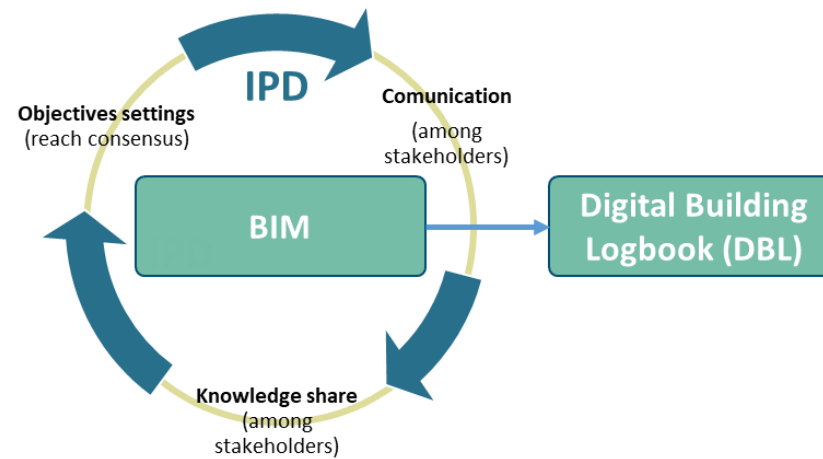 IPD
Objectives settings
(reach consensus)
Comunication
(among
stakeholders)
BIM
Digital Building
Logbook (DBL)
Knowledge share
(among
stakeholders)